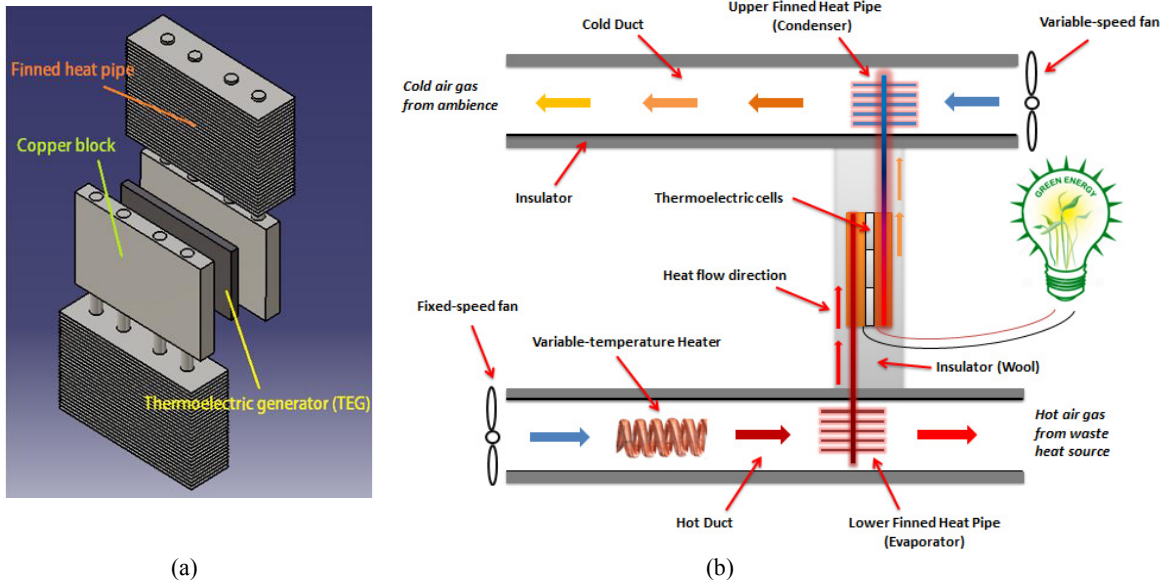 Finned heat pipe
Copper block
Thermoelectric generator (TEG)
(a)
Upper Finned Heat Pipe
(Condenser)
Variable-speed fan
Cold Duct
Cold air gas
from ambience
Insulator
Thermoelectric cells
GREEN ENERGY
Heat flow direction
Fixed-speed fan
Variable-temperature Heater
Insulator (Wool)
Hot air gas
from waste
heat source
Hot Duct
Lower Finned Heat Pipe
(Evaporator)
(b)